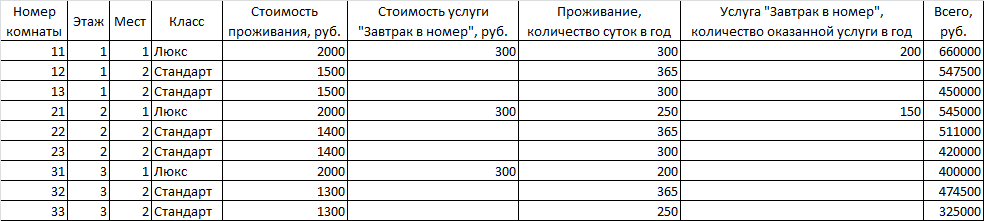 Номер комнаты Этаж Мест Класс Стоимость проживания, руб. Стоимость услуги "Завтрак в номер", руб. Проживание, количество суток в год Услуга "Завтрак в номер", количество оказанной услуги в год Всего, руб.
11 1 1 Люкс 2000 300 300 200 660000
12 1 2 Стандарт 1500 365 547500
13 1 2 Стандарт 1500 300 450000
21 2 1 Люкс 2000 300 250 150 545000
22 2 2 Стандарт 1400 365 511000
23 2 2 Стандарт 1400 300 420000
31 3 1 Люкс 2000 300 200 400000
32 3 2 Стандарт 1300 365 474500
33 3 2 Стандарт 1300 250 325000